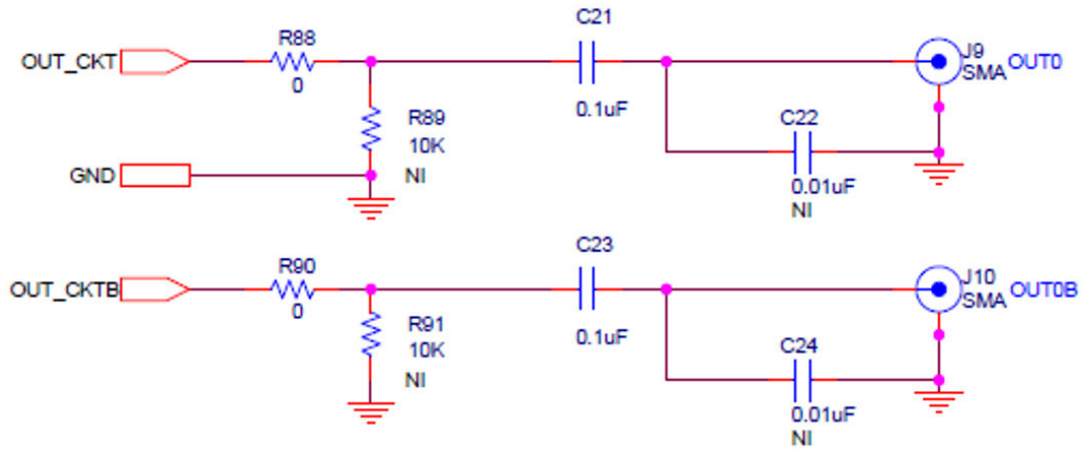 C21
R88
OUT_CKT
J9
OUT0
SMA
0
0.1uF
R89
C22
10K
GND
NI
0.01uF
NI
C23
R90
J10
OUT_CKTB
OUT0B
SMA
0
R91
0.1uF
10K
C24
NI
0.01uF
NI